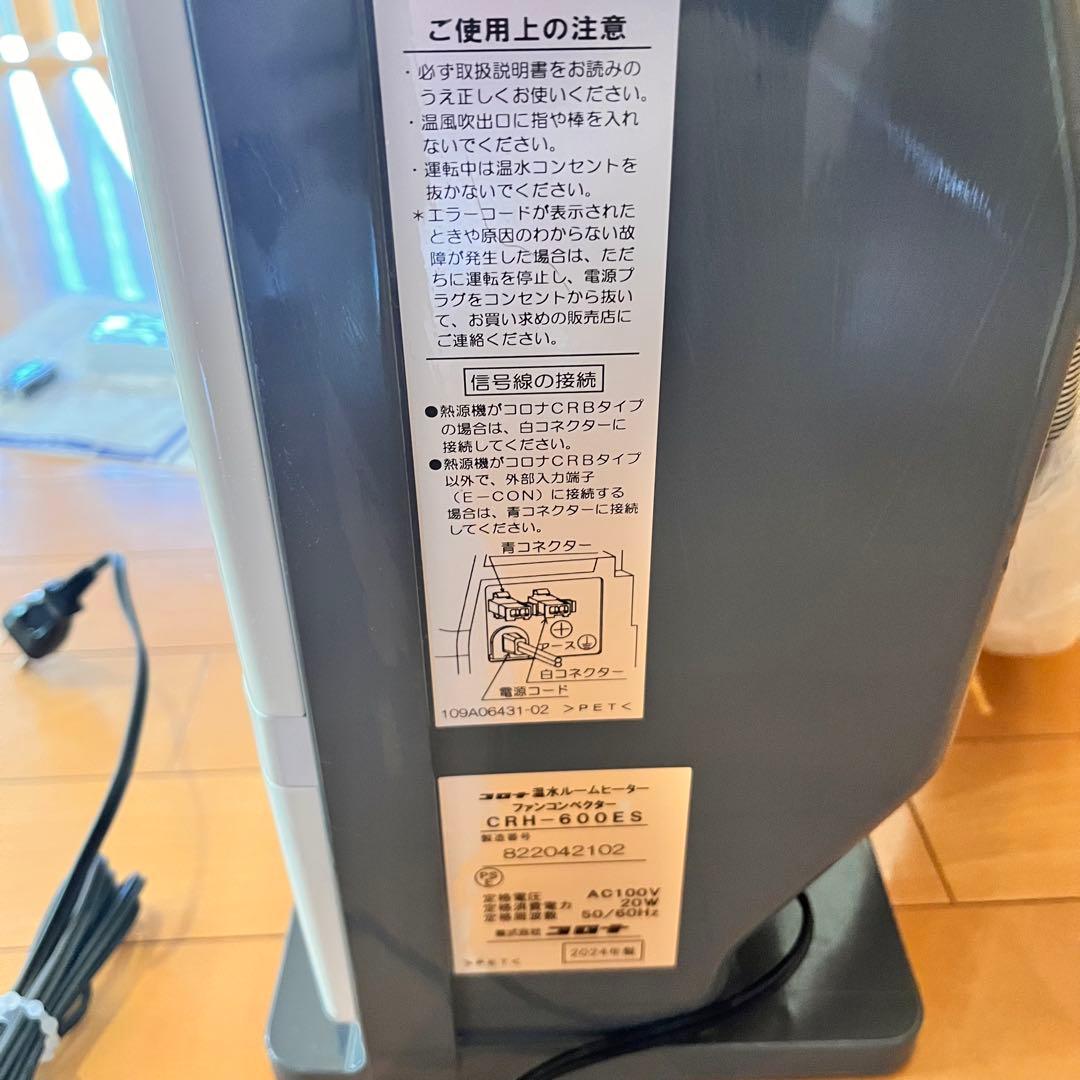 ご使用上の注意
・必ず取扱説明書をお読みの
うえ正しくお使いください。
・温風吹出口に指や棒を入れ
ないでください。
・運転中は温水コンセントを
抜かないでください。
＊エラーコードが表示された
ときや原因のわからない故
障が発生した場合は、ただ
ちに運転を停止し、電源プ
ラグをコンセントから抜い
て、お買い求めの販売店に
ご連絡ください。
信号線の接続
●熱源機がコロナCRBタイプ
の場合は、白コネクターに
接続してください。
●熱源機がコロナCRBタイプ
以外で、外部入力端子
（E－CON）に接続する
場合は、青コネクターに接続
してください。
青コネクター
アース
白コネクター
電源コード
109A06431-02 ＞PET＜
コロナ 温水ルームヒーター
ファンコンベクター
CRH－600ES
製造番号
822042102
PS
E
定格電圧 AC100V
定格消費電力 20W
定格周波数 50/60Hz
株式会社 コロナ
＞PET＜ 2024年製